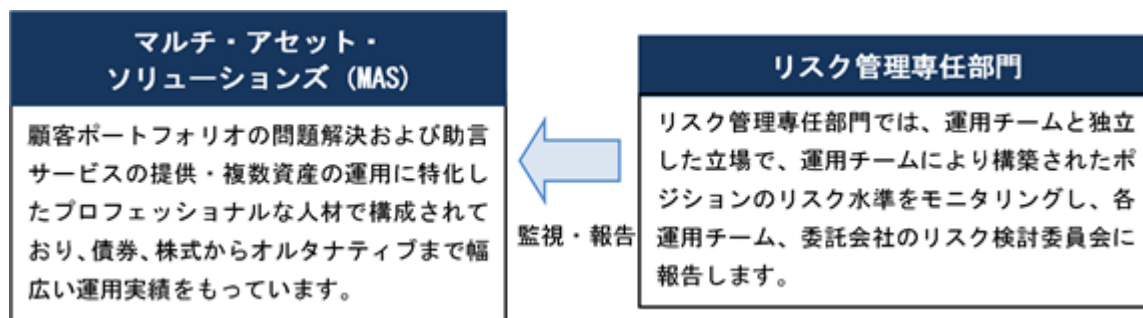 マルチ・アセット・
ソリューションズ (MAS)
顧客ポートフォリオの問題解決および助言
サービスの提供・複数資産の運用に特化し
たプロフェッショナルな人材で構成されて
おり、債券、株式からオルタナティブまで幅
広い運用実績をもっています。
監視・報告
リスク管理専任部門
リスク管理専任部門では、運用チームと独立
した立場で、運用チームにより構築されたポ
ジションのリスク水準をモニタリングし、各
運用チーム、委託会社のリスク検討委員会に
報告します。